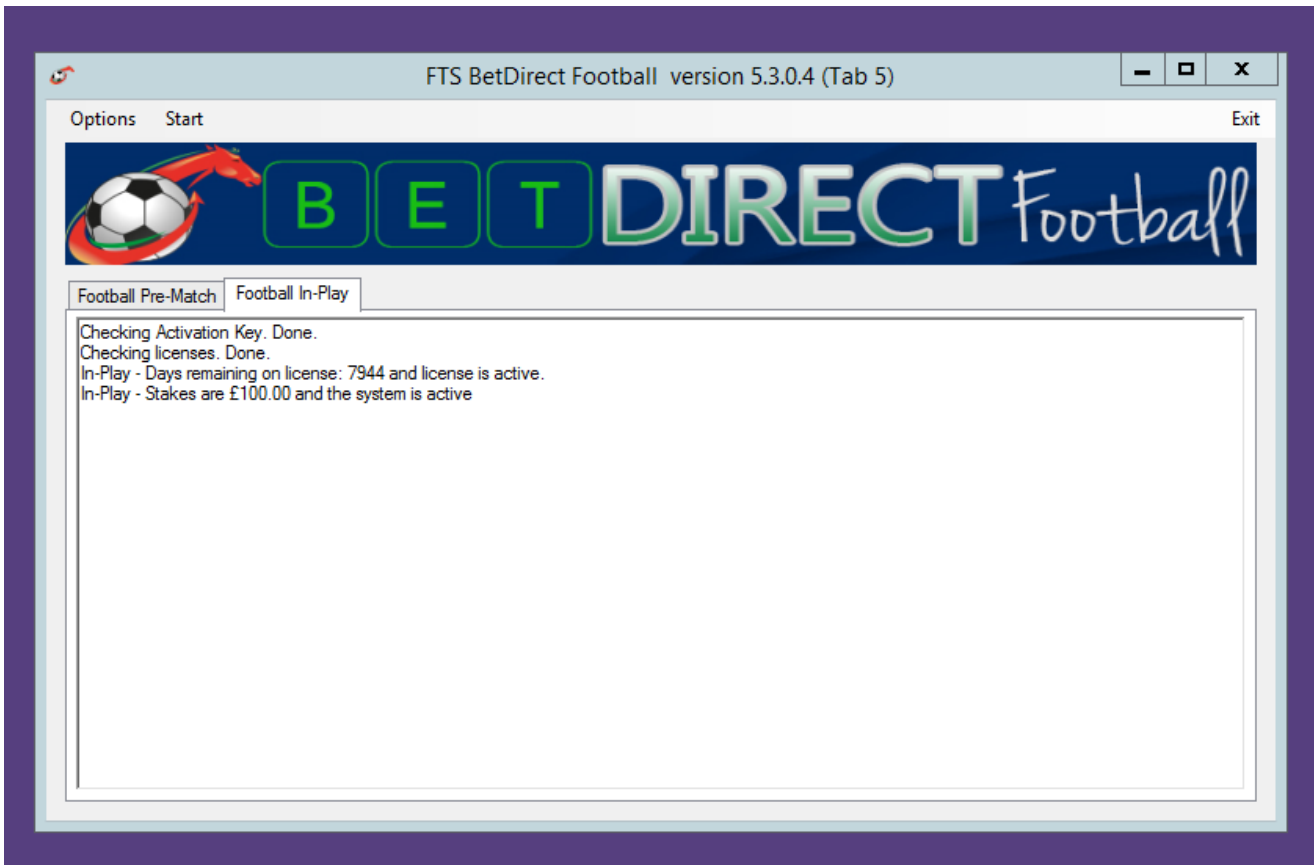 FTS BetDirect Football version 5.3.0.4 (Tab 5)
Options Start Exit
BET DIRECT Football
Football Pre-Match Football In-Play
Checking Activation Key. Done.
Checking licenses. Done.
In-Play - Days remaining on license: 7944 and license is active.
In-Play - Stakes are £100.00 and the system is active